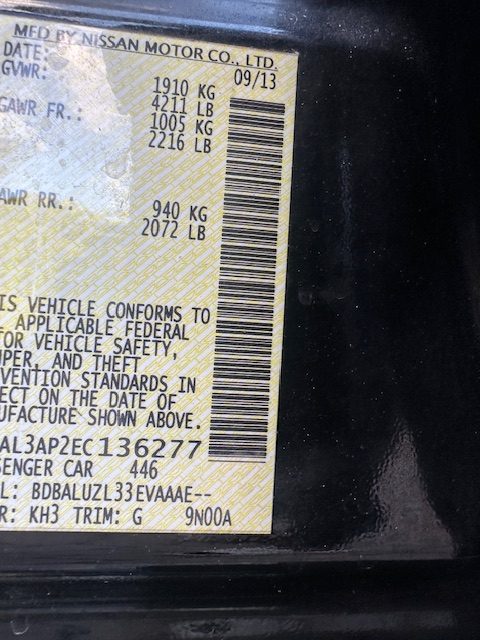 MFD BY NISSAN MOTOR CO., LTD.
DATE: 09/13
GVWR: 1910 KG
4211 LB
GAWR FR.: 1005 KG
2216 LB
AWR RR.: 940 KG
2072 LB
IS VEHICLE CONFORMS TO
APPLICABLE FEDERAL
OR VEHICLE SAFETY,
UPER, AND THEFT
VENTION STANDARDS IN
ECT ON THE DATE OF
UFACTURE SHOWN ABOVE.
AL3AP2EC136277
SENGER CAR 446
L: BDBALUZL33EVAAAE--
R: KH3 TRIM: G 9N00A